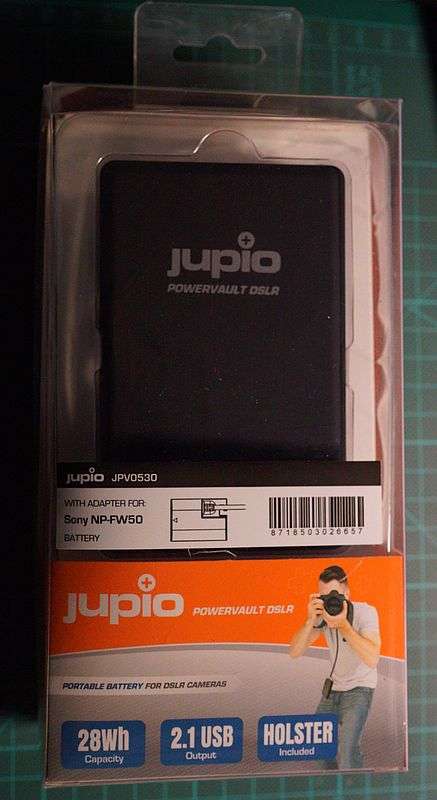 jupio
POWERVAULT DSLR
jupio JPV0530
WITH ADAPTER FOR:
Sony NP-FW50
BATTERY
8718503026657
jupio POWERVAULT DSLR
PORTABLE BATTERY FOR DSLR CAMERAS
28Wh
Capacity
2.1 USB
Output
HOLSTER
Included